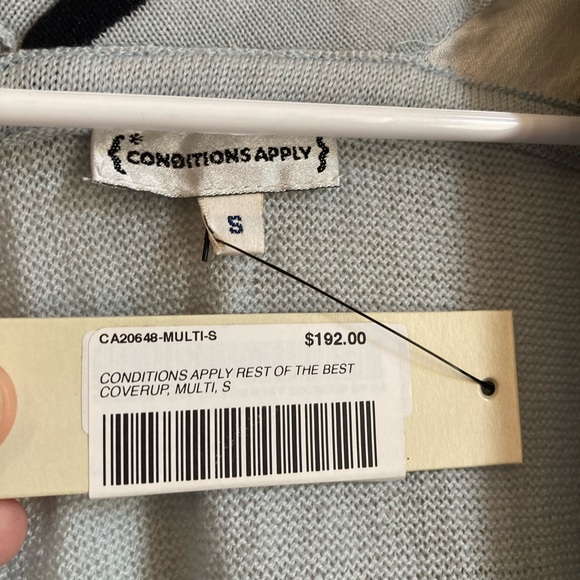 *
CONDITIONS APPLY
S
CA20648-MULTI-S $192.00
CONDITIONS APPLY REST OF THE BEST
COVERUP, MULTI, S